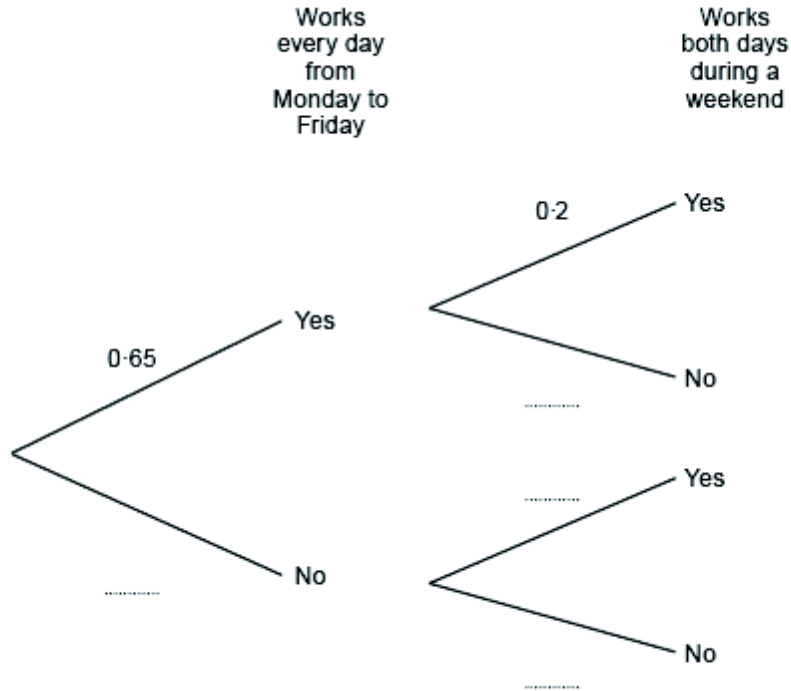 Works
every day
from
Monday to
Friday
Works
both days
during a
weekend
0·65
Yes
No
0·2
Yes
No
Yes
No